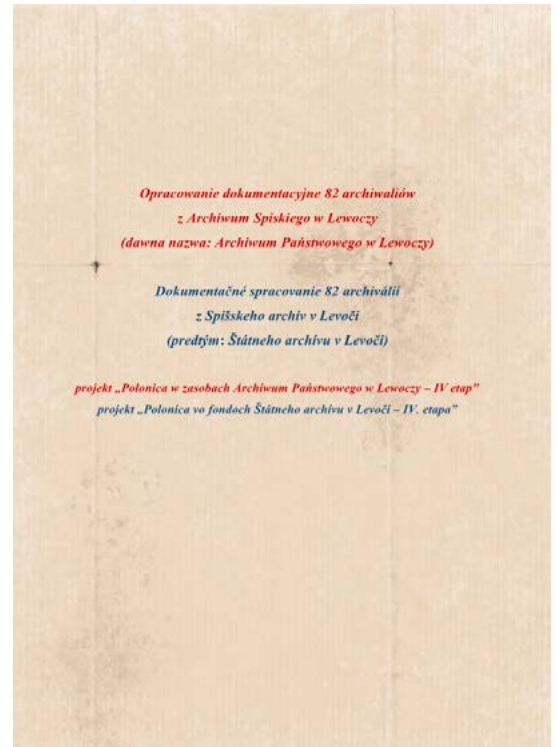 Opracowanie dokumentacyjne 82 archiwaliów
z Archiwum Spiskiego w Lewoczy
(dawna nazwa: Archiwum Państwowego w Lewoczy)
Dokumentačné spracovanie 82 archiválií
z Spišskeho archív v Levoči
(predtým: Štátneho archívu v Levoči)
projekt „Polonica w zasobach Archiwum Państwowego w Lewoczy – IV etap”
projekt „Polonica vo fondoch Štátneho archívu v Levoči – IV. etapa”